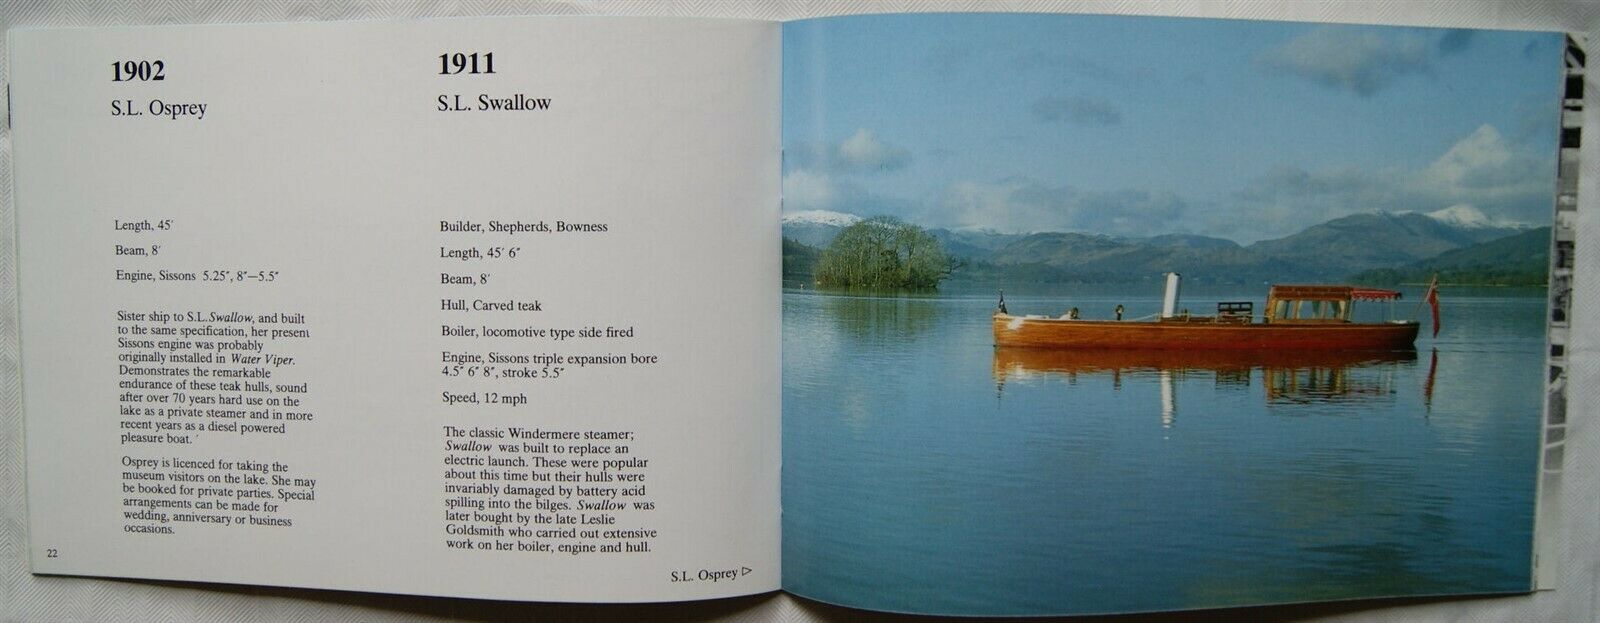 1902
S.L. Osprey
Length, 45′
Beam, 8′
Engine, Sissons 5.25″, 8″—5.5″
Sister ship to S.L. Swallow, and built
to the same specification, her present
Sissons engine was probably
originally installed in Water Viper.
Demonstrates the remarkable
endurance of these teak hulls, sound
after over 70 years hard use on the
lake as a private steamer and in more
recent years as a diesel powered
pleasure boat. ′
Osprey is licenced for taking the
museum visitors on the lake. She may
be booked for private parties. Special
arrangements can be made for
wedding, anniversary or business
occasions.
22
1911
S.L. Swallow
Builder, Shepherds, Bowness
Length, 45′ 6″
Beam, 8′
Hull, Carved teak
Boiler, locomotive type side fired
Engine, Sissons triple expansion bore
4.5″ 6″ 8″, stroke 5.5″
Speed, 12 mph
The classic Windermere steamer;
Swallow was built to replace an
electric launch. These were popular
about this time but their hulls were
invariably damaged by battery acid
spilling into the bilges. Swallow was
later bought by the late Leslie
Goldsmith who carried out extensive
work on her boiler, engine and hull.
S.L. Osprey ▷